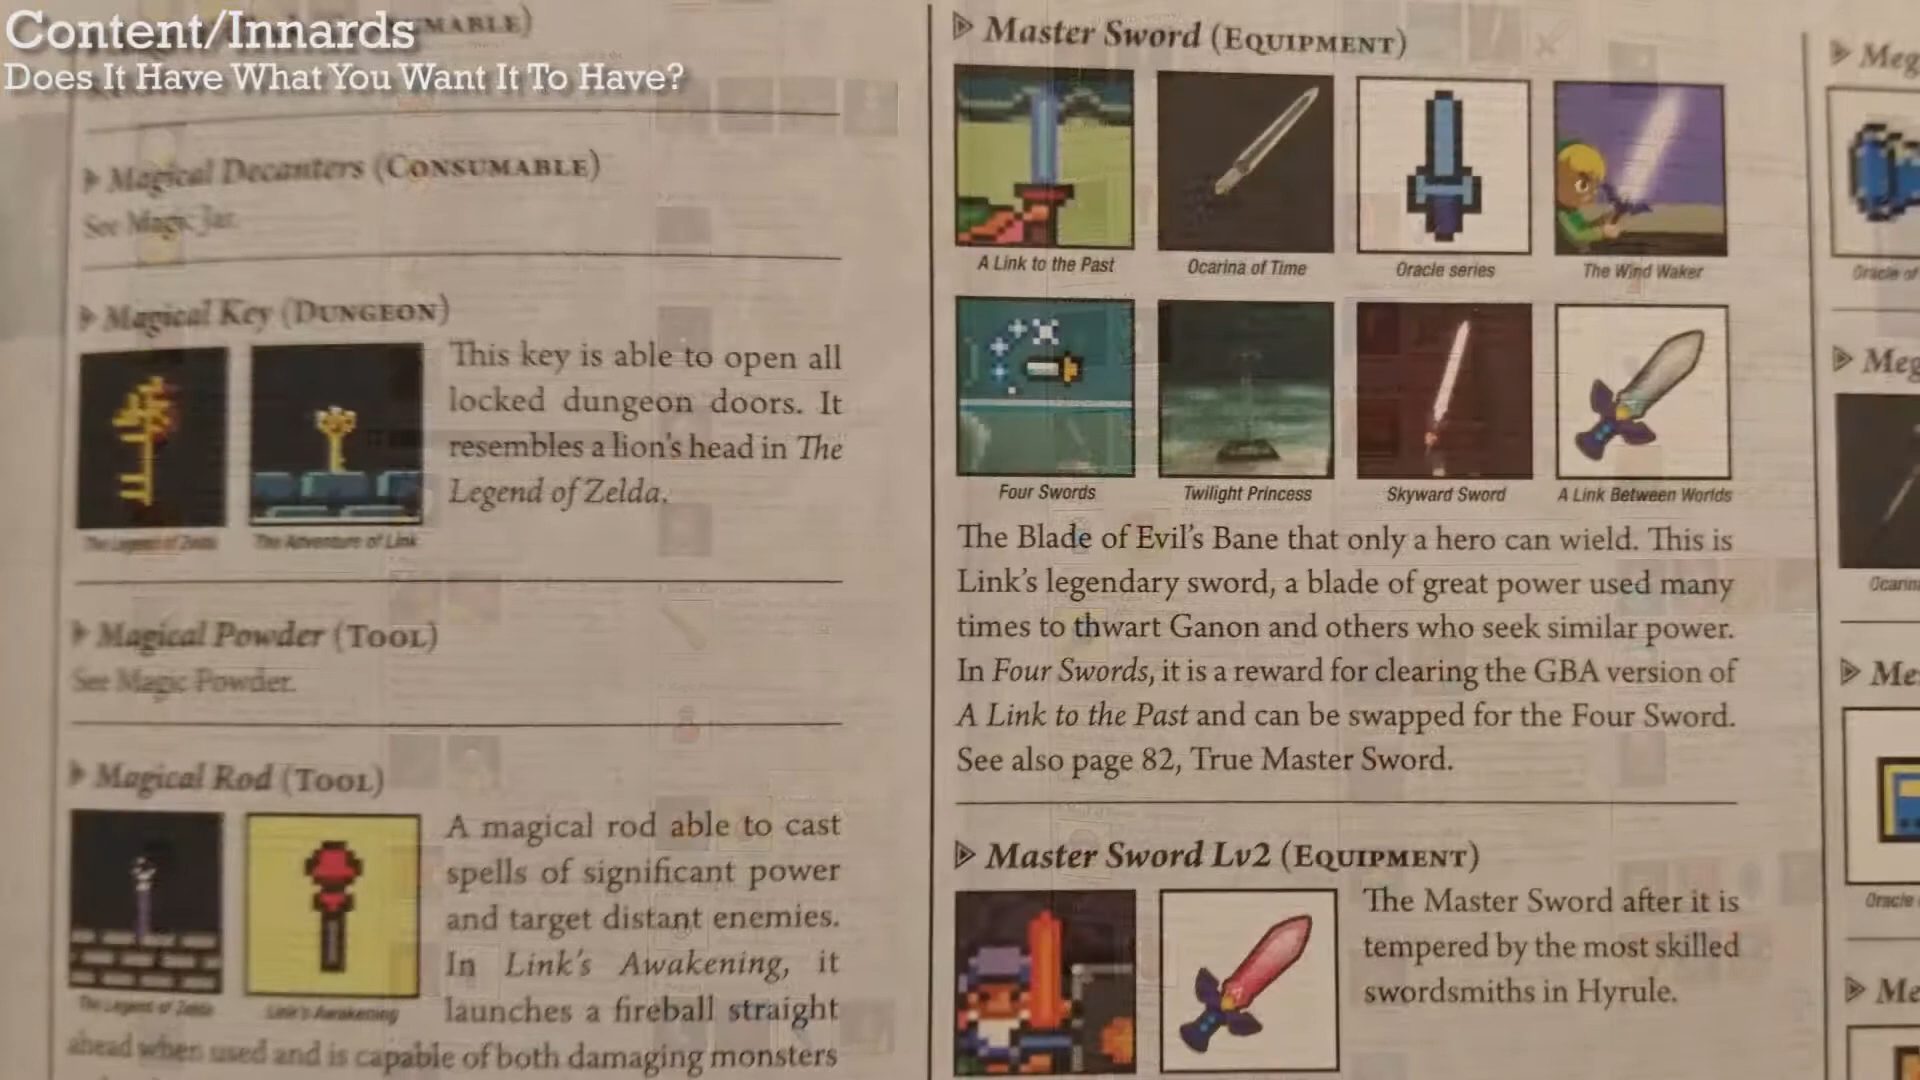 Content/Innards
Does It Have What You Want It To Have?
Magical Decanters (Consumable)
See Magic Jar.
Magical Key (Dungeon)
The Legend of Zelda
The Adventure of Link
This key is able to open all
locked dungeon doors. It
resembles a lion's head in The
Legend of Zelda.
Magical Powder (Tool)
See Magic Powder.
Magical Rod (Tool)
The Legend of Zelda
Link's Awakening
A magical rod able to cast
spells of significant power
and target distant enemies.
In Link's Awakening, it
launches a fireball straight
ahead when used and is capable of both damaging monsters
Master Sword (Equipment)
A Link to the Past
Ocarina of Time
Oracle series
The Wind Waker
Four Swords
Twilight Princess
Skyward Sword
A Link Between Worlds
The Blade of Evil's Bane that only a hero can wield. This is
Link's legendary sword, a blade of great power used many
times to thwart Ganon and others who seek similar power.
In Four Swords, it is a reward for clearing the GBA version of
A Link to the Past and can be swapped for the Four Sword.
See also page 82, True Master Sword.
Master Sword Lv2 (Equipment)
The Master Sword after it is
tempered by the most skilled
swordsmiths in Hyrule.
Meg
Oracle of
Meg
Ocarin
Me
Oracle
Me